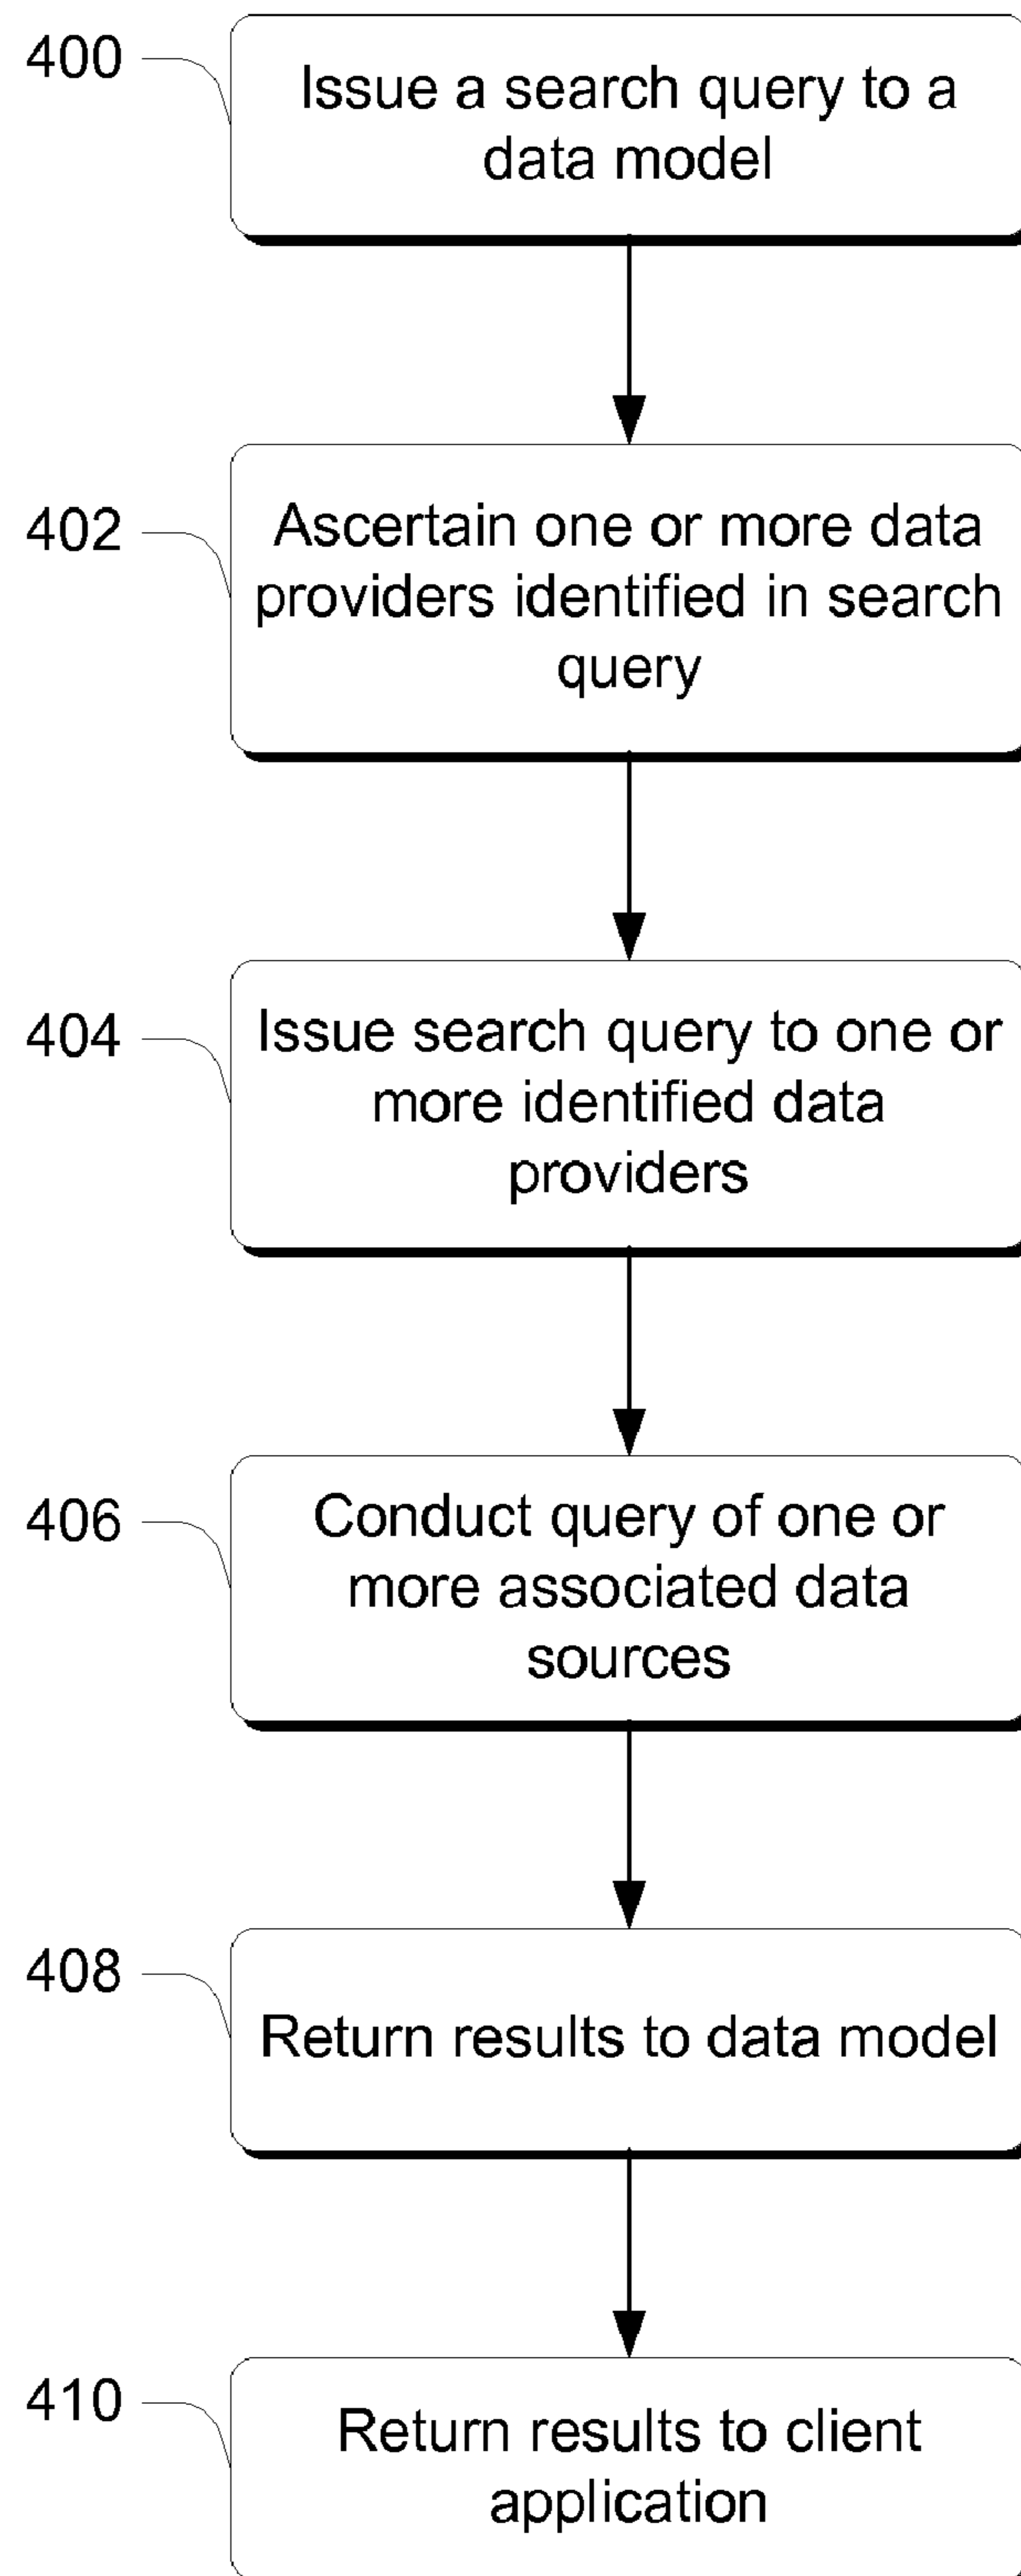 400
Issue a search query to a
data model
402
Ascertain one or more data
providers identified in search
query
404
Issue search query to one or
more identified data
providers
406
Conduct query of one or
more associated data
sources
408
Return results to data model
410
Return results to client
application